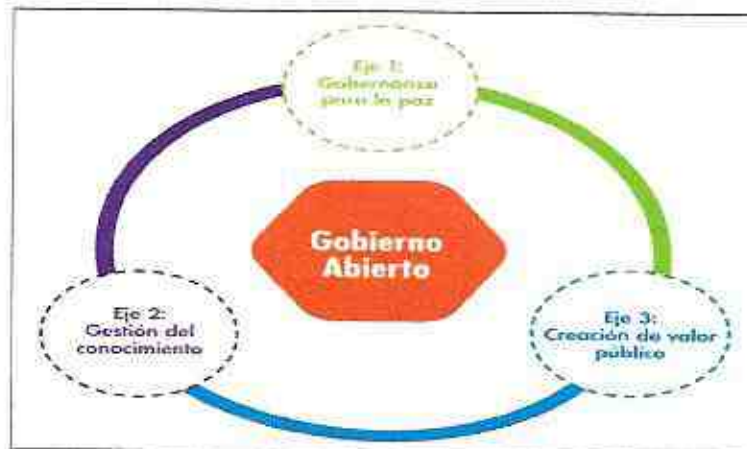 Eje 1:
Gobernanza
para la paz
Gobierno
Abierto
Eje 2:
Gestión del
conocimiento
Eje 3:
Creación de valor
público